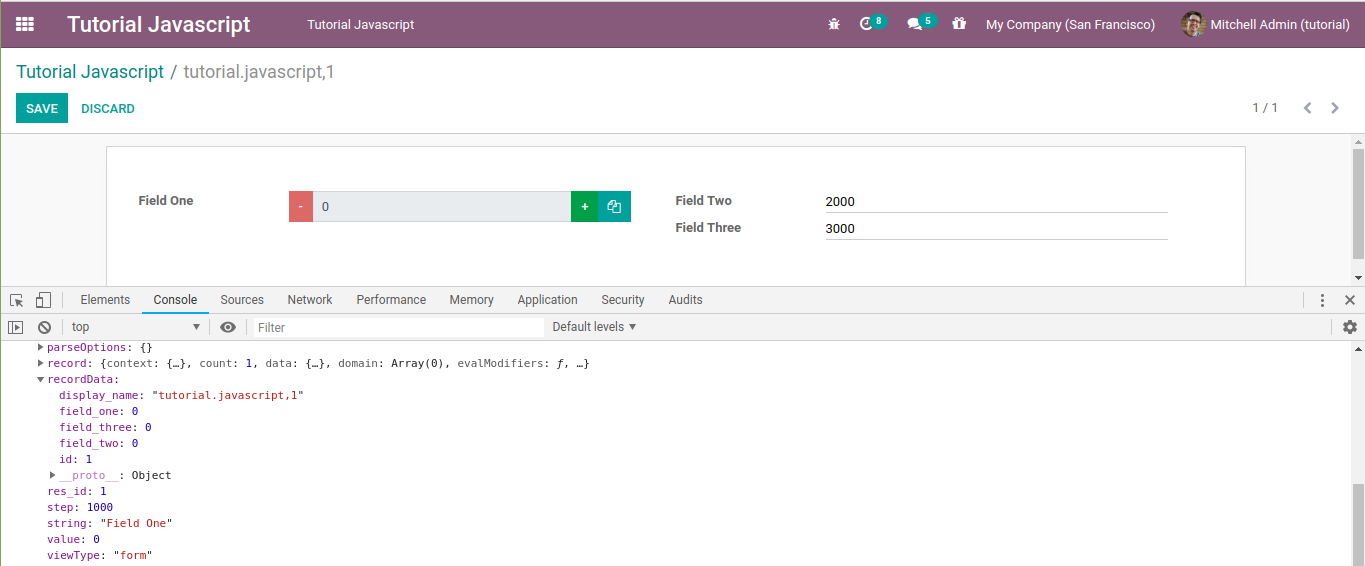 Tutorial Javascript Tutorial Javascript 8 5 My Company (San Francisco) Mitchell Admin (tutorial)
Tutorial Javascript / tutorial.javascript,1
SAVE DISCARD 1 / 1
Field One - 0 + Field Two 2000
Field Three 3000
Elements Console Sources Network Performance Memory Application Security Audits
top Filter Default levels
parseOptions: {}
record: {context: {…}, count: 1, data: {…}, domain: Array(0), evalModifiers: ƒ, …}
recordData:
display_name: "tutorial.javascript,1"
field_one: 0
field_three: 0
field_two: 0
id: 1
__proto__: Object
res_id: 1
step: 1000
string: "Field One"
value: 0
viewType: "form"